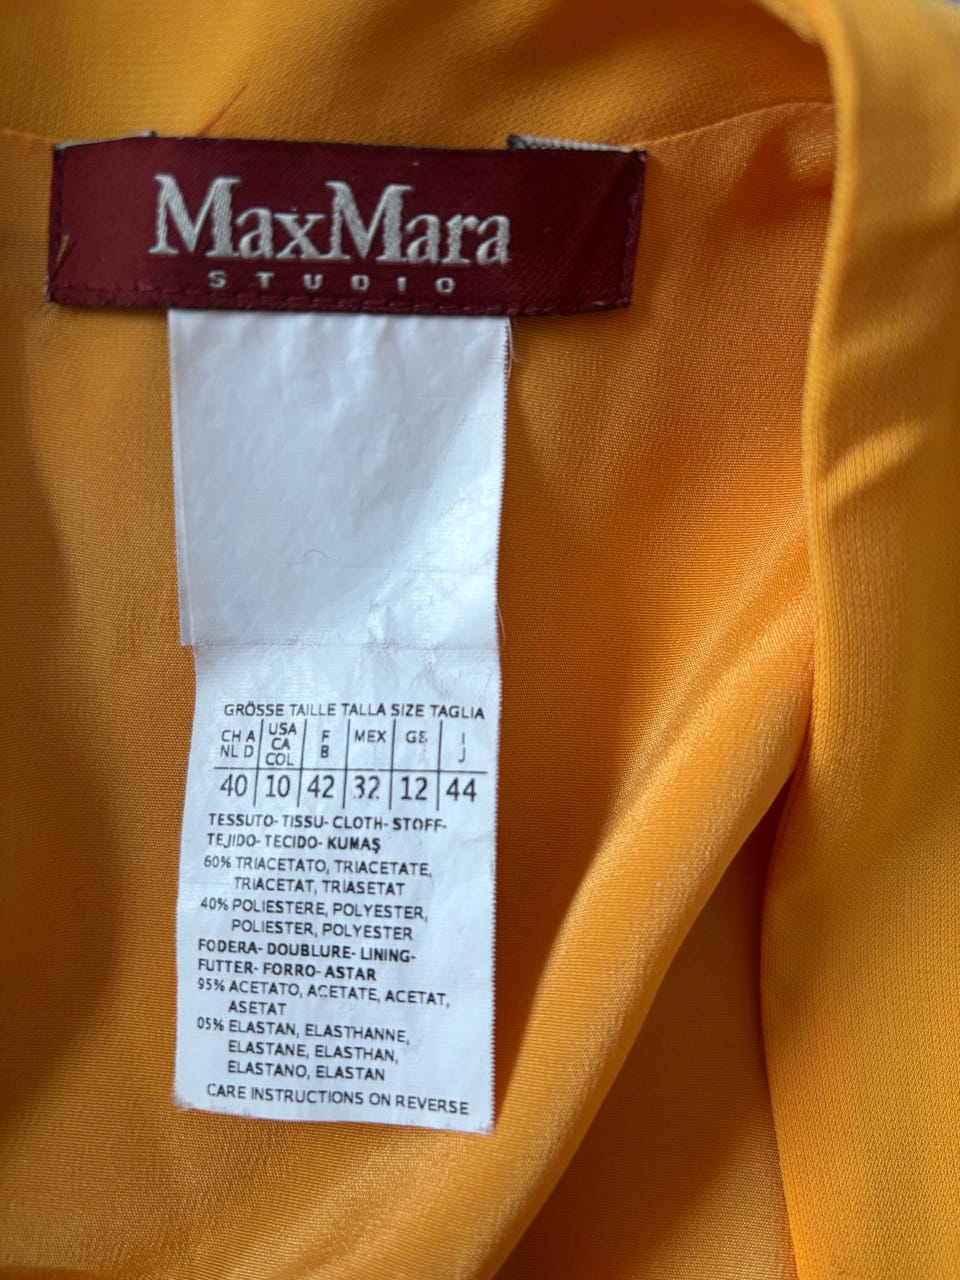 MaxMara
STUDIO
GRÖSSE TAILLE TALLA SIZE TAGLIA
CH A NL D USA CA COL F B MEX GB I J
40 10 42 32 12 44
TESSUTO- TISSU- CLOTH- STOFF-
TEJIDO- TECIDO- KUMAŞ
60% TRIACETATO, TRIACETATE,
TRIACETAT, TRIASETAT
40% POLIESTERE, POLYESTER,
POLIESTER, POLYESTER
FODERA- DOUBLURE- LINING-
FUTTER- FORRO- ASTAR
95% ACETATO, ACETATE, ACETAT,
ASETAT
05% ELASTAN, ELASTHANNE,
ELASTANE, ELASTHAN,
ELASTANO, ELASTAN
CARE INSTRUCTIONS ON REVERSE